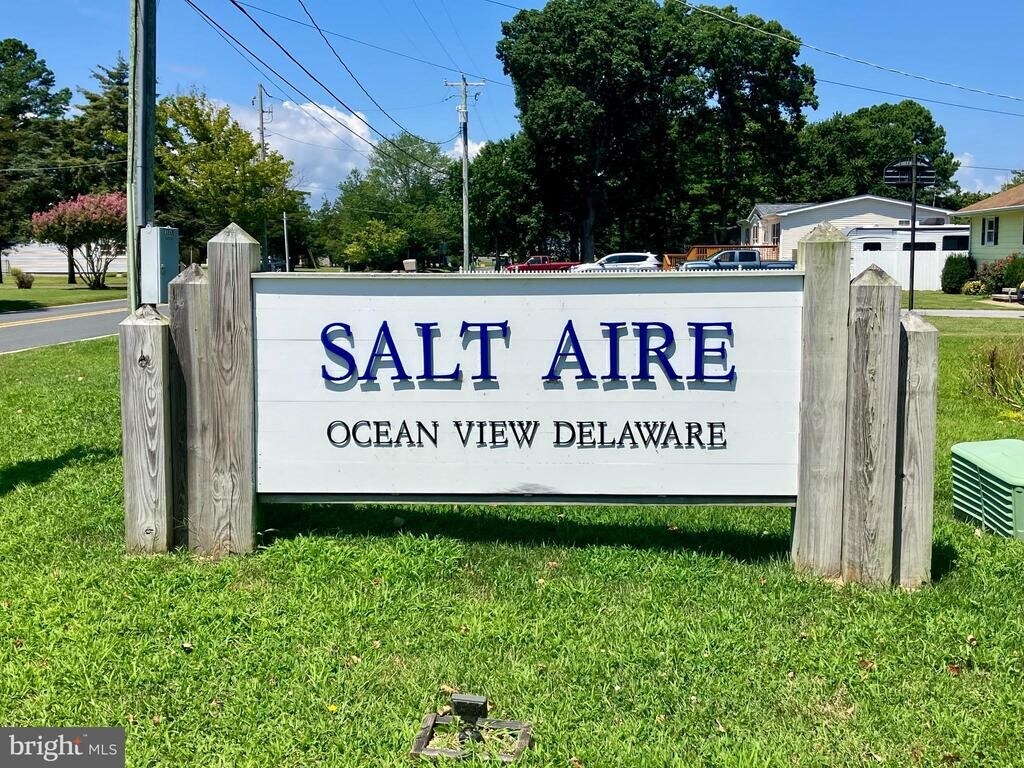 SALT AIRE
OCEAN VIEW DELAWARE
bright MLS